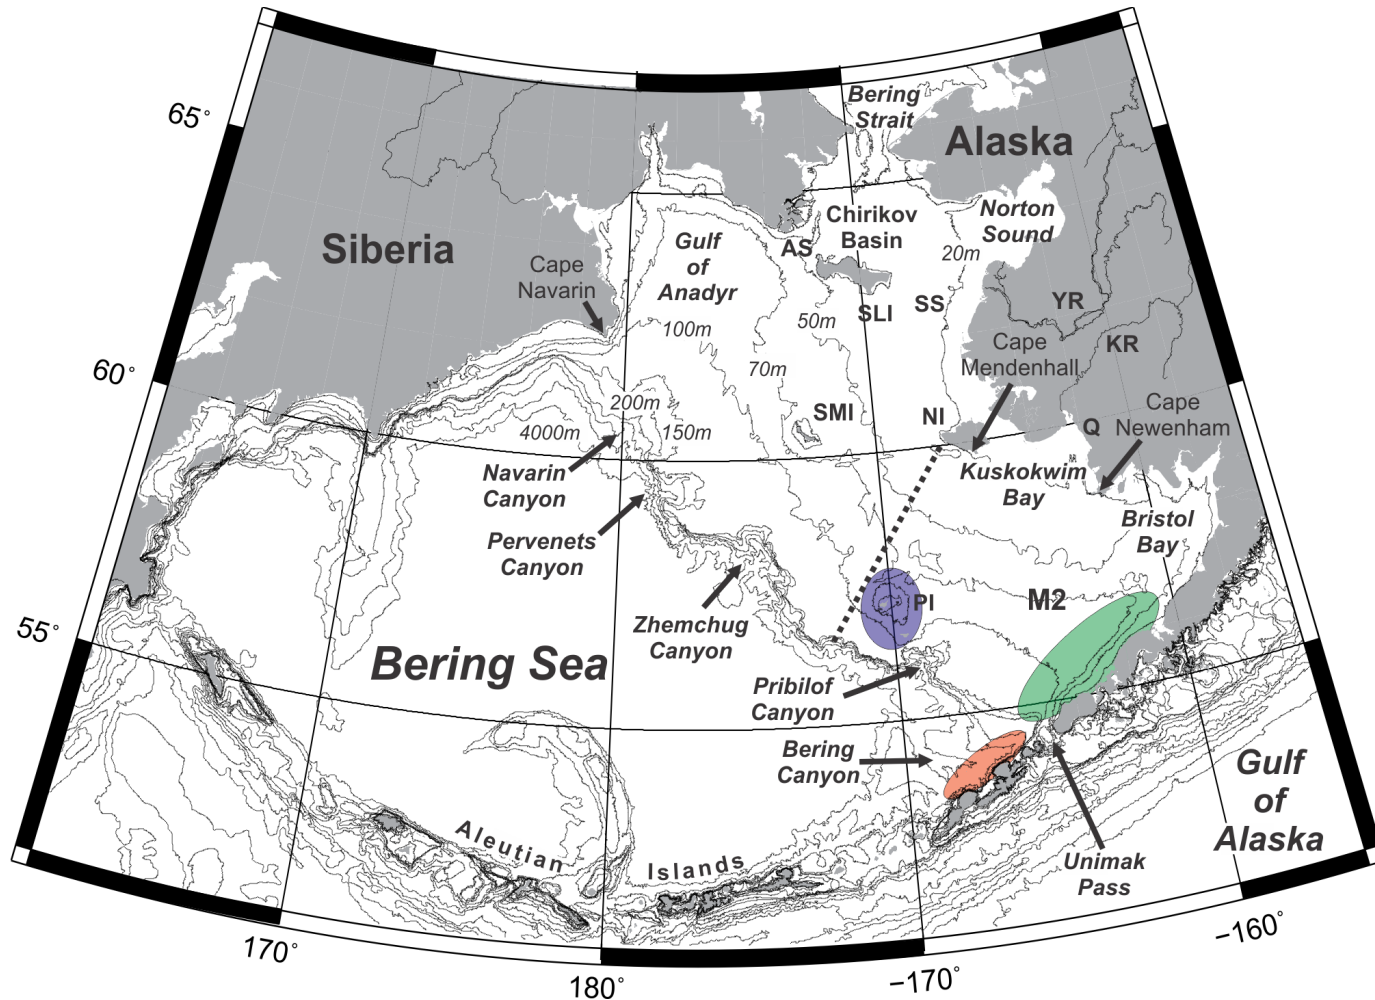 65°
60°
55°
170°
180°
−170°
−160°
Bering
Strait
Alaska
Siberia
Chirikov
Basin
Norton
Sound
Gulf
of
Anadyr
AS
20m
Cape
Navarin
SLI
SS
YR
50m
100m
KR
Cape
Mendenhall
70m
200m
SMI
NI
Q
Cape
Newenham
4000m
150m
Navarin
Canyon
Kuskokwim
Bay
Pervenets
Canyon
Bristol
Bay
PI
M2
Zhemchug
Canyon
Bering Sea
Pribilof
Canyon
Bering
Canyon
Gulf
of
Alaska
Aleutian
Islands
Unimak
Pass